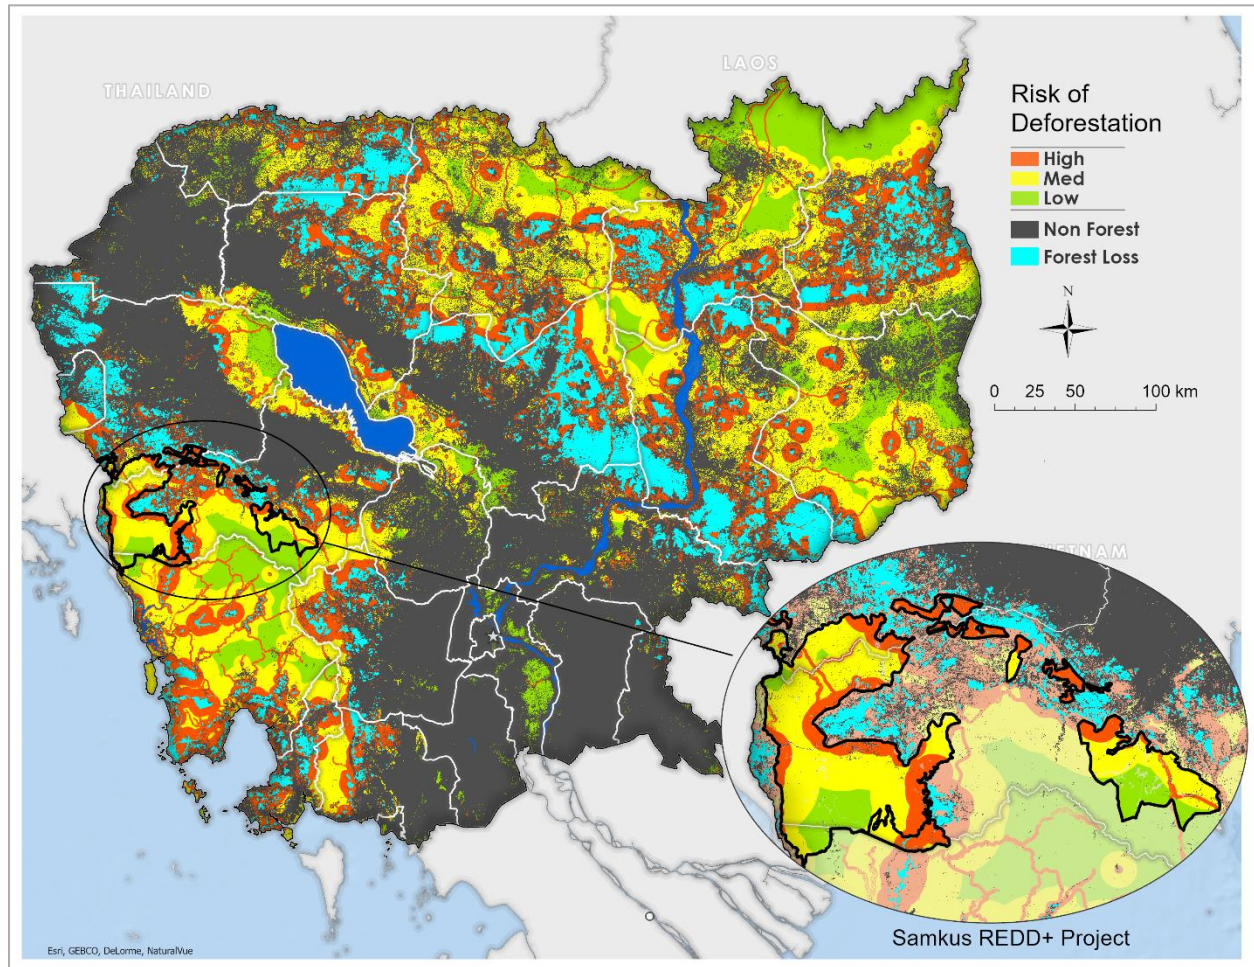 THAILAND
LAOS
Risk of
Deforestation
High
Med
Low
Non Forest
Forest Loss
N
0 25 50 100 km
VIETNAM
Samkus REDD+ Project
Esri, GEBCO, DeLorme, NaturalVue